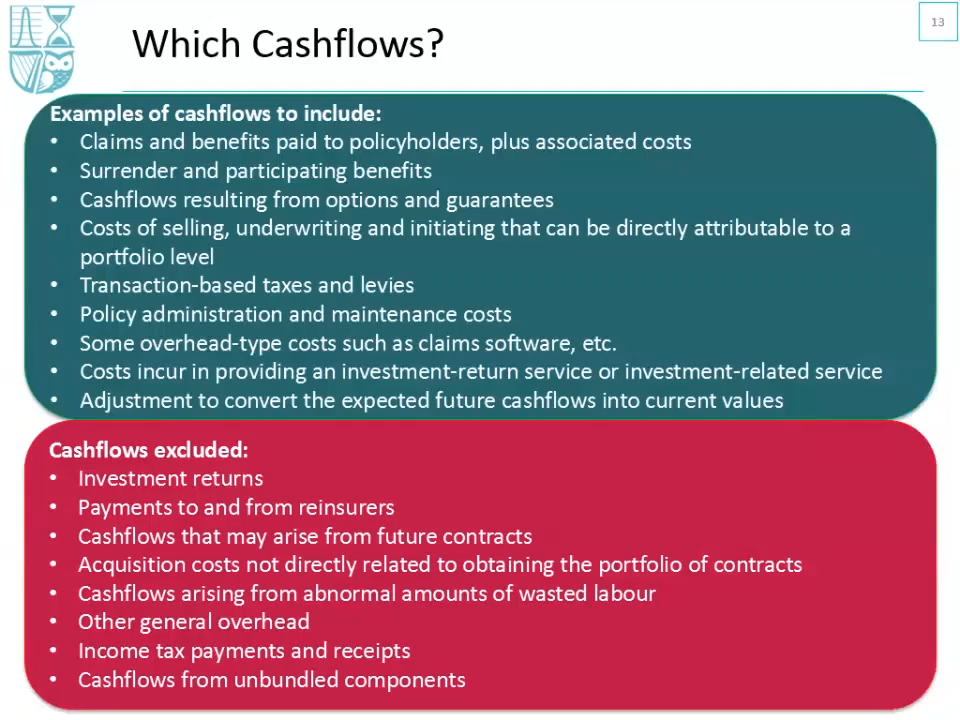 13
Which Cashflows?
Examples of cashflows to include:
• Claims and benefits paid to policyholders, plus associated costs
• Surrender and participating benefits
• Cashflows resulting from options and guarantees
• Costs of selling, underwriting and initiating that can be directly attributable to a
portfolio level
• Transaction-based taxes and levies
• Policy administration and maintenance costs
• Some overhead-type costs such as claims software, etc.
• Costs incur in providing an investment-return service or investment-related service
• Adjustment to convert the expected future cashflows into current values
Cashflows excluded:
• Investment returns
• Payments to and from reinsurers
• Cashflows that may arise from future contracts
• Acquisition costs not directly related to obtaining the portfolio of contracts
• Cashflows arising from abnormal amounts of wasted labour
• Other general overhead
• Income tax payments and receipts
• Cashflows from unbundled components